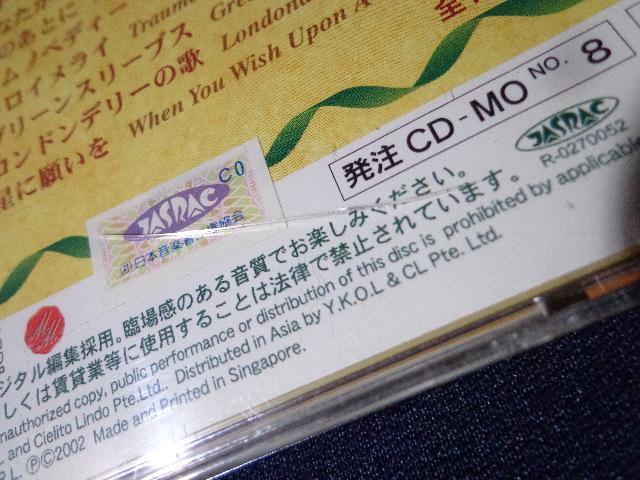 なたが
のあとに
ムノペディー
ロイメライ Traume
グリーンスリーブス Gre
ロンドンデリーの歌 Londond
星に願いを When You Wish Upon A
全
発注 CD-MO NO. 8
JASRAC
R-0270052
C0
JASRAC
日本音楽著 権協会
ジタル編集採用。臨場感のある音質でお楽しみください。
しくは賃貸業等に使用することは法律で禁止されています。
nauthorized copy, public performance or distribution of this disc is prohibited by applicable
L. and Cielito Lindo Pte.Ltd.. Distributed in Asia by Y.K.O.L & CL Pte. Ltd.
P.L. ℗©2002 Made and Printed in Singapore.